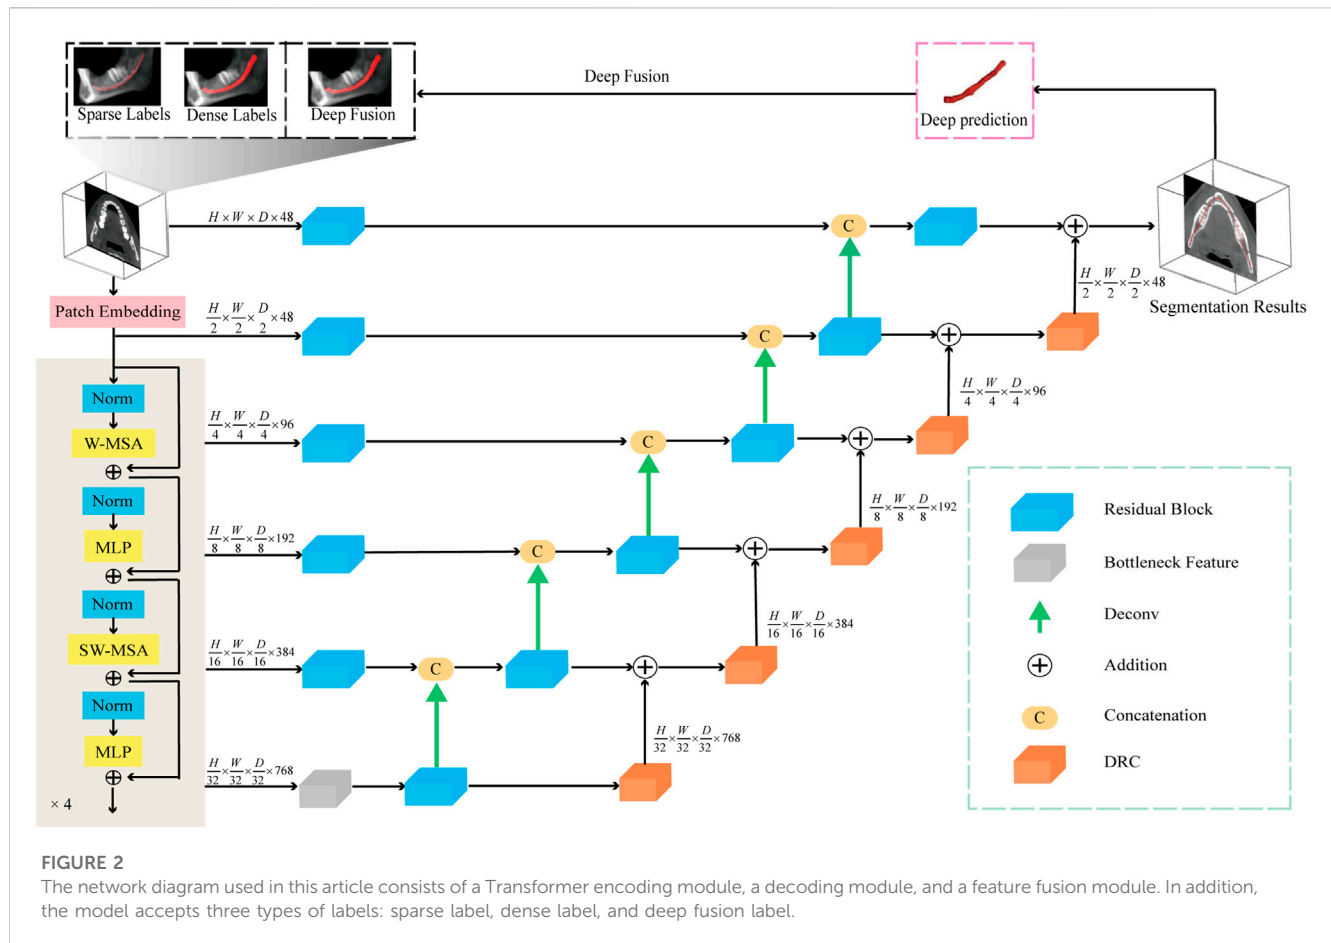 Sparse Labels
Dense Labels
Deep Fusion
Deep Fusion
Deep prediction
H×W×D×48
C
Segmentation Results
Patch Embedding
H/2×W/2×D/2×48
C
H/2×W/2×D/2×48
Norm
W-MSA
H/4×W/4×D/4×96
C
H/4×W/4×D/4×96
Norm
MLP
H/8×W/8×D/8×192
C
H/8×W/8×D/8×192
Norm
SW-MSA
H/16×W/16×D/16×384
C
H/16×W/16×D/16×384
Norm
MLP
H/32×W/32×D/32×768
H/32×W/32×D/32×768
× 4
Residual Block
Bottleneck Feature
Deconv
Addition
C
Concatenation
DRC
FIGURE 2
The network diagram used in this article consists of a Transformer encoding module, a decoding module, and a feature fusion module. In addition,
the model accepts three types of labels: sparse label, dense label, and deep fusion label.